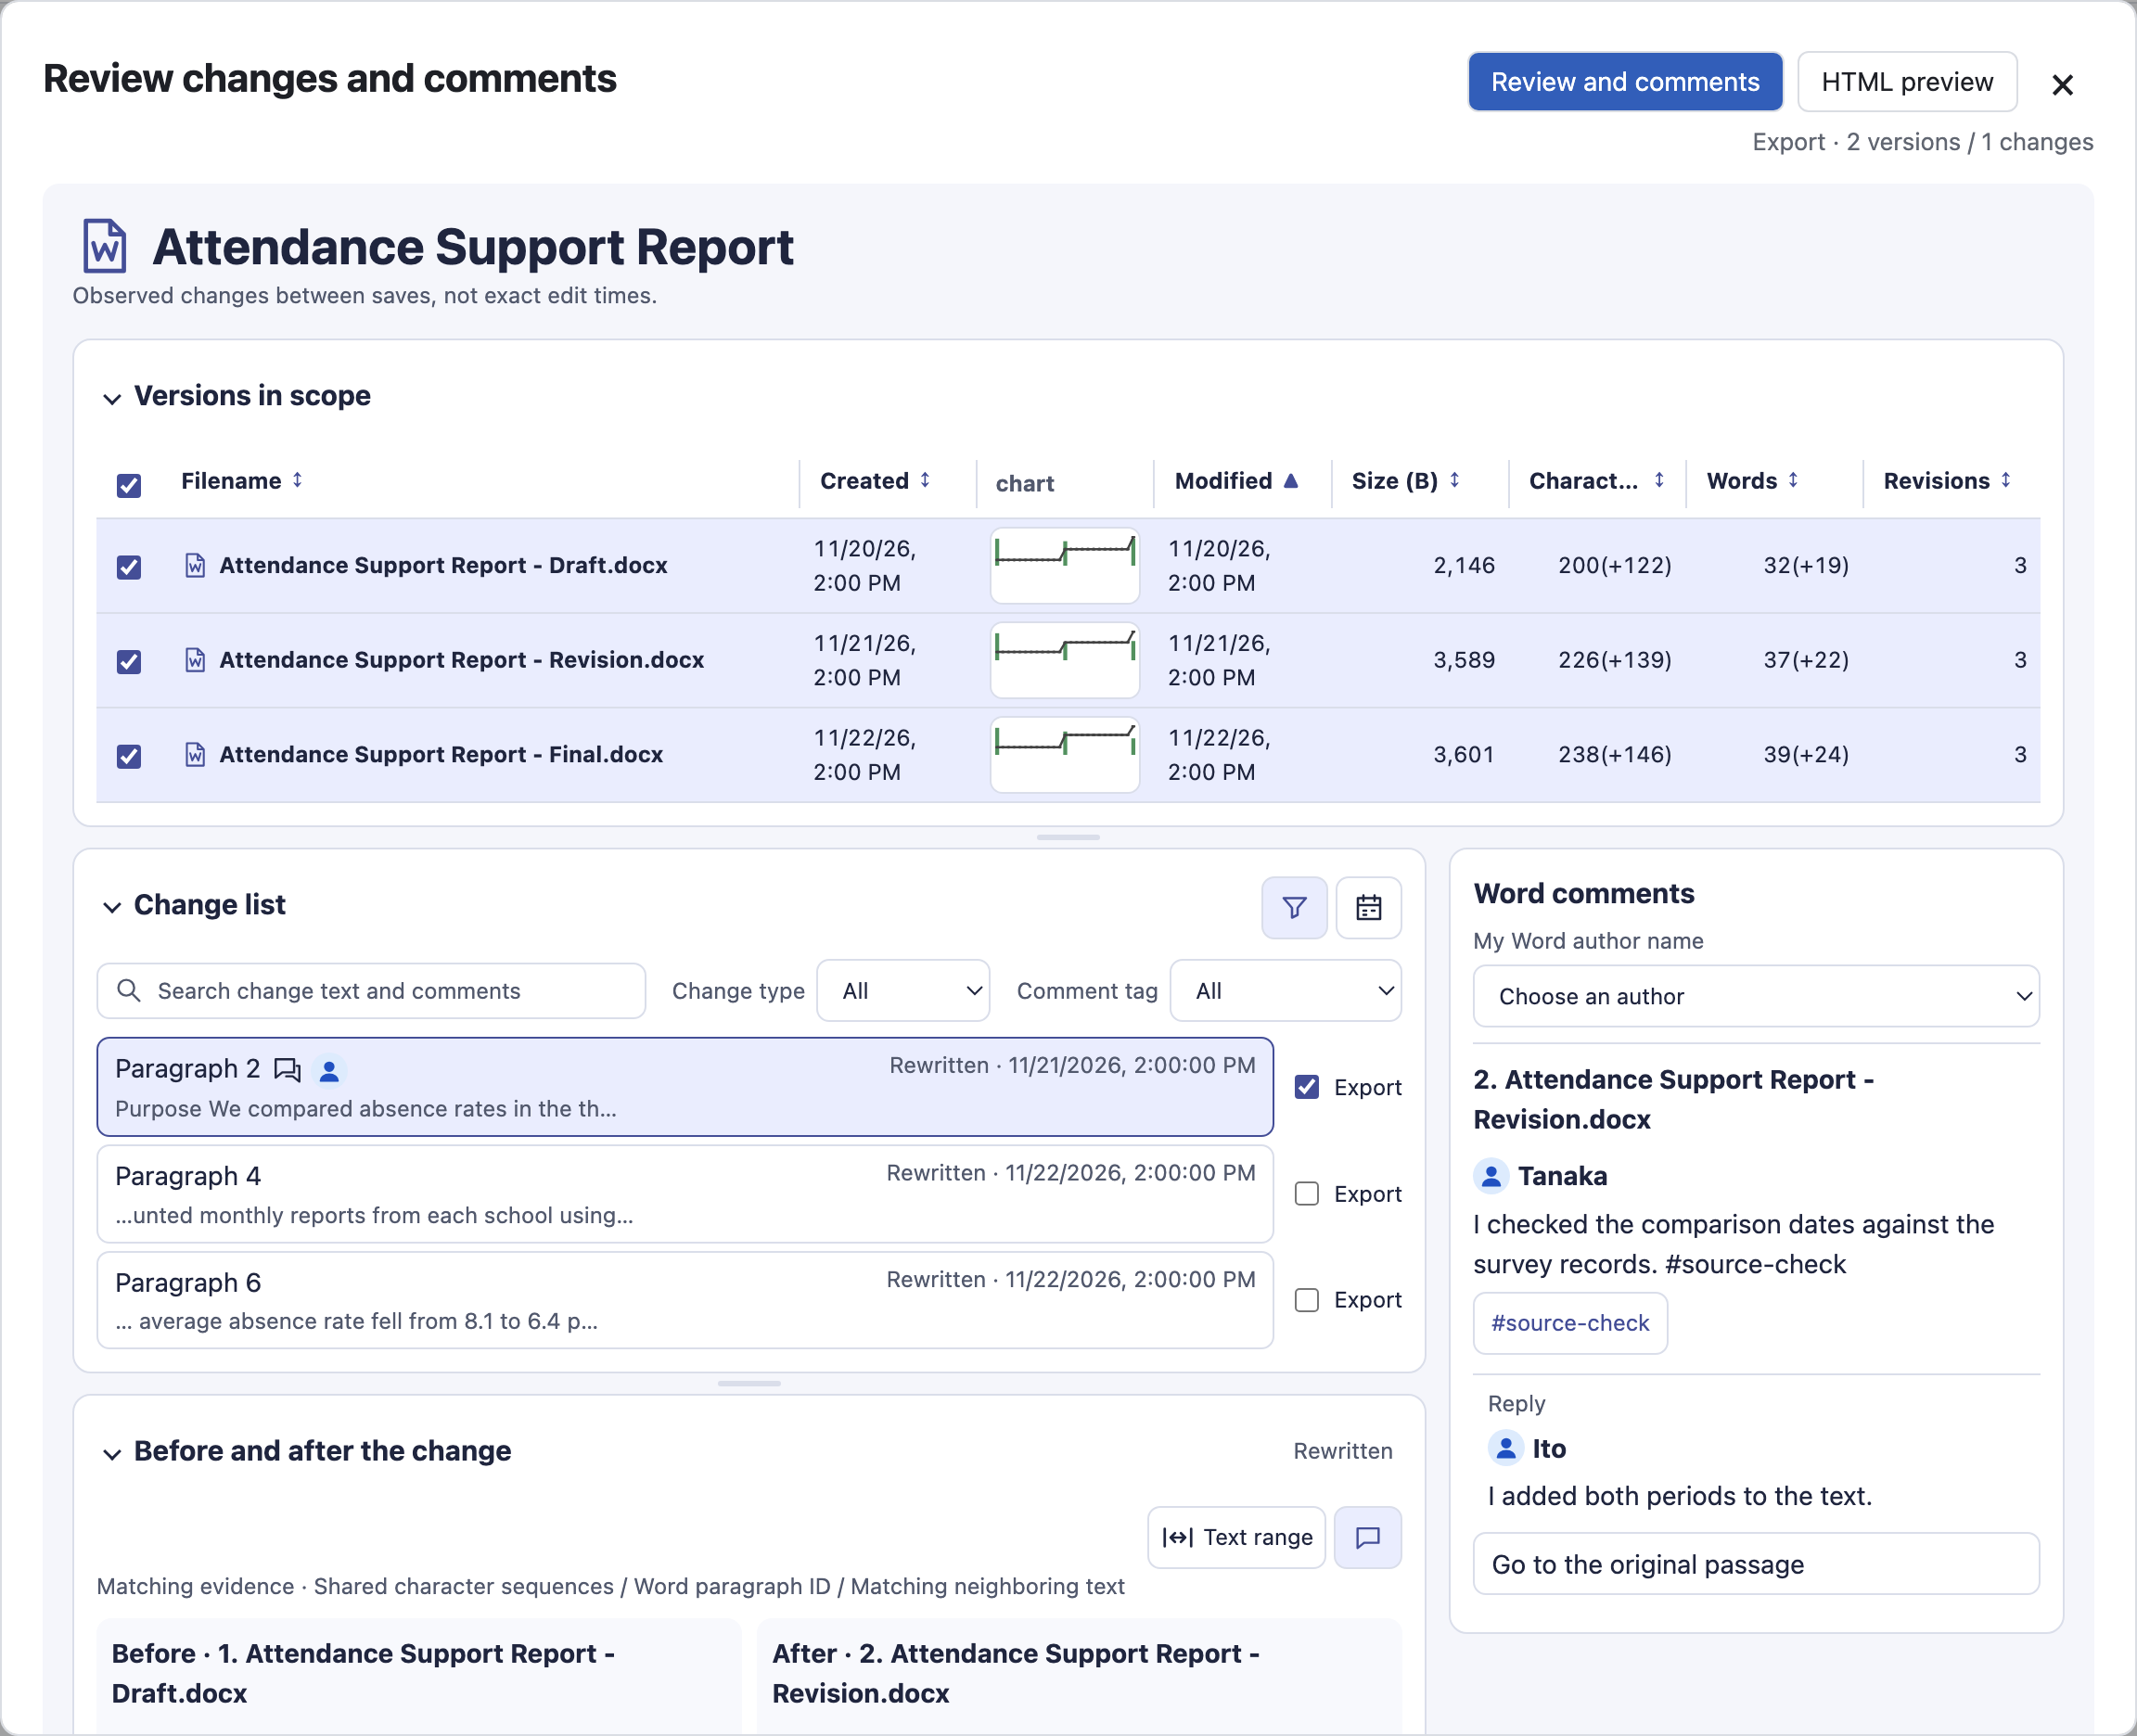 Review changes and comments
Review and comments
HTML preview
Export · 2 versions / 1 changes
Attendance Support Report
Observed changes between saves, not exact edit times.
Versions in scope
Filename Created chart Modified Size (B) Charact... Words Revisions
Attendance Support Report - Draft.docx 11/20/26, 2:00 PM 11/20/26, 2:00 PM 2,146 200(+122) 32(+19) 3
Attendance Support Report - Revision.docx 11/21/26, 2:00 PM 11/21/26, 2:00 PM 3,589 226(+139) 37(+22) 3
Attendance Support Report - Final.docx 11/22/26, 2:00 PM 11/22/26, 2:00 PM 3,601 238(+146) 39(+24) 3
Change list
Search change text and comments Change type All Comment tag All
Paragraph 2 Rewritten · 11/21/2026, 2:00:00 PM
Purpose We compared absence rates in the th...
Export
Paragraph 4 Rewritten · 11/22/2026, 2:00:00 PM
...unted monthly reports from each school using...
Export
Paragraph 6 Rewritten · 11/22/2026, 2:00:00 PM
... average absence rate fell from 8.1 to 6.4 p...
Export
Before and after the change
Rewritten
Text range
Matching evidence · Shared character sequences / Word paragraph ID / Matching neighboring text
Before · 1. Attendance Support Report -
Draft.docx
After · 2. Attendance Support Report -
Revision.docx
Word comments
My Word author name
Choose an author
2. Attendance Support Report -
Revision.docx
Tanaka
I checked the comparison dates against the
survey records. #source-check
#source-check
Reply
Ito
I added both periods to the text.
Go to the original passage